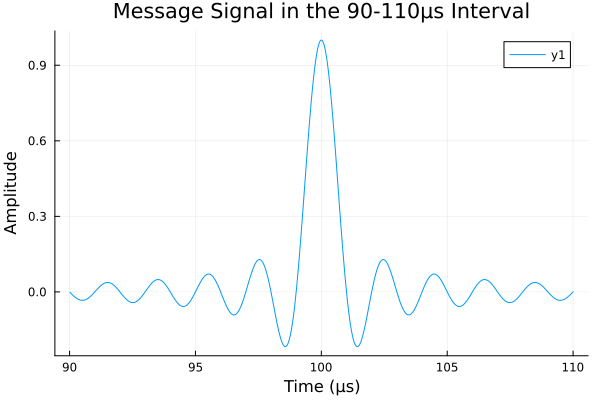 Message Signal in the 90-110μs Interval
y1
0.9
0.6
0.3
0.0
Amplitude
90 95 100 105 110
Time (μs)